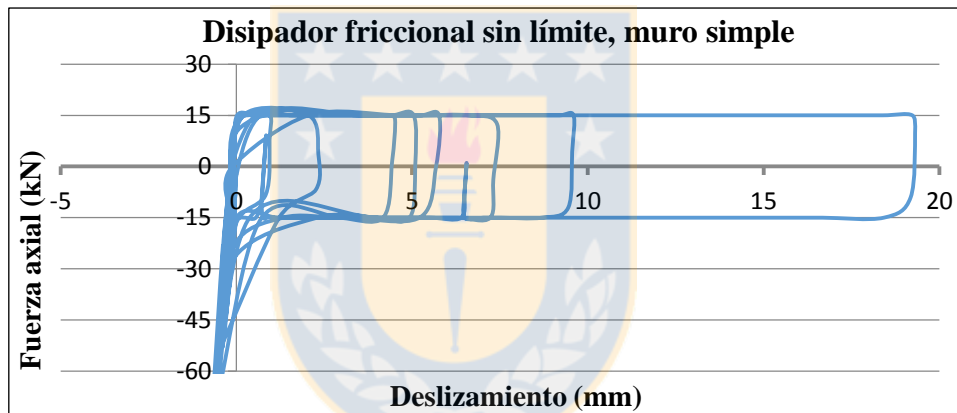 Disipador friccional sin límite, muro simple
30
15
0
-15
-30
-45
-60
-5 0 5 10 15 20
Fuerza axial (kN)
Deslizamiento (mm)